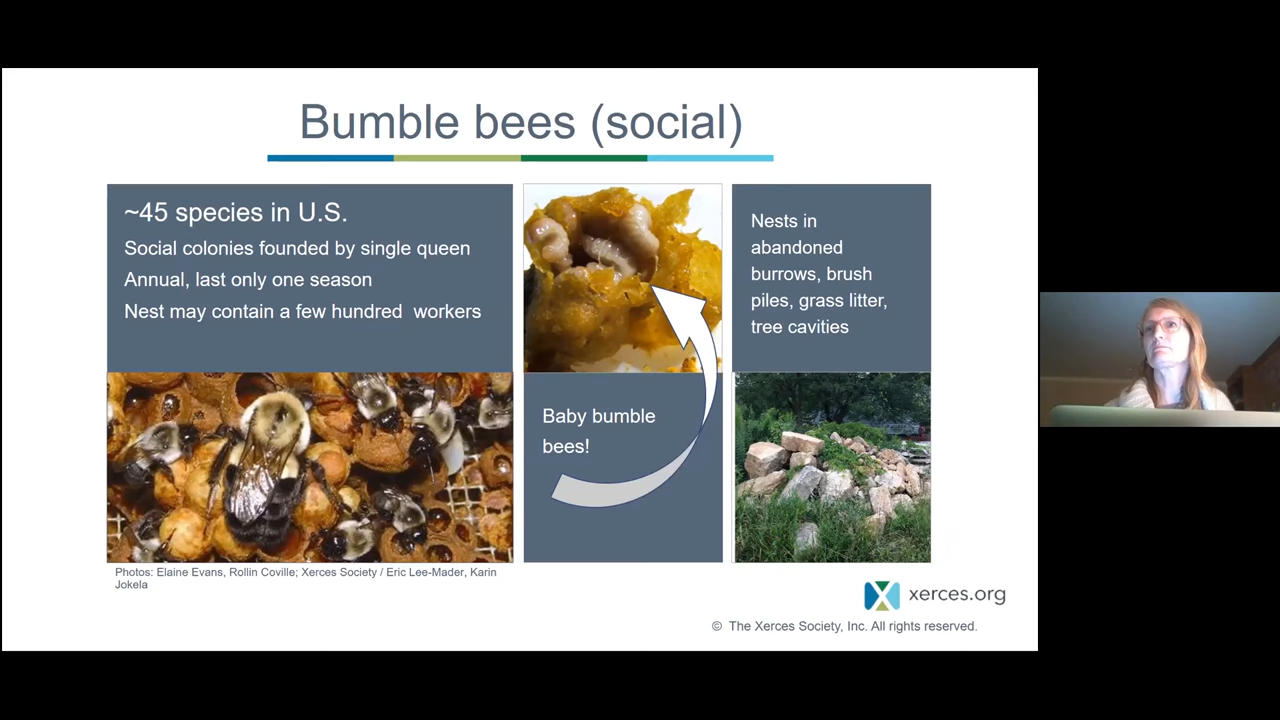 Bumble bees (social)
~45 species in U.S.
Social colonies founded by single queen
Annual, last only one season
Nest may contain a few hundred  workers
Baby bumble
bees!
Nests in
abandoned
burrows, brush
piles, grass litter,
tree cavities
Photos: Elaine Evans, Rollin Coville; Xerces Society / Eric Lee-Mader, Karin
Jokela
xerces.org
© The Xerces Society, Inc. All rights reserved.